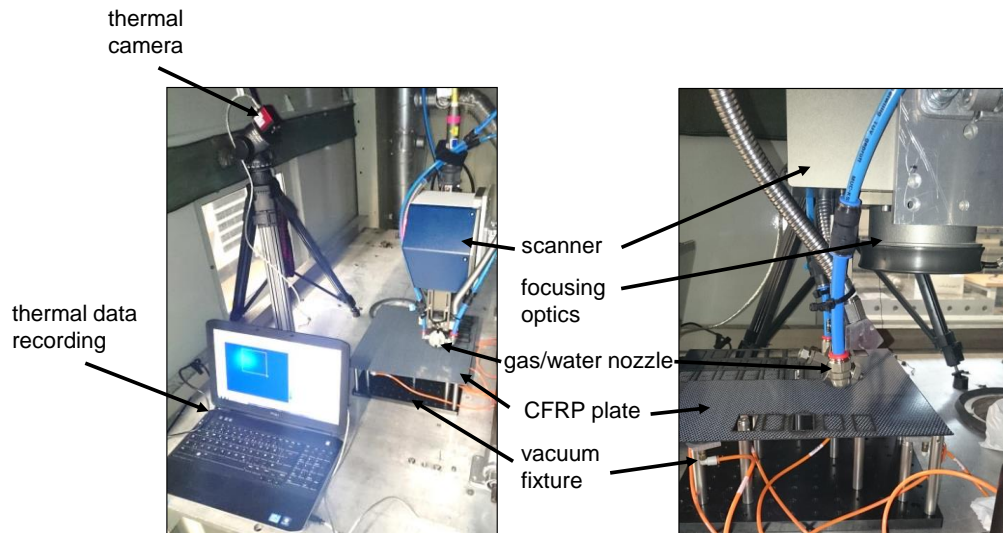 thermal
camera
scanner
focusing
optics
thermal data
recording
gas/water nozzle
CFRP plate
vacuum
fixture